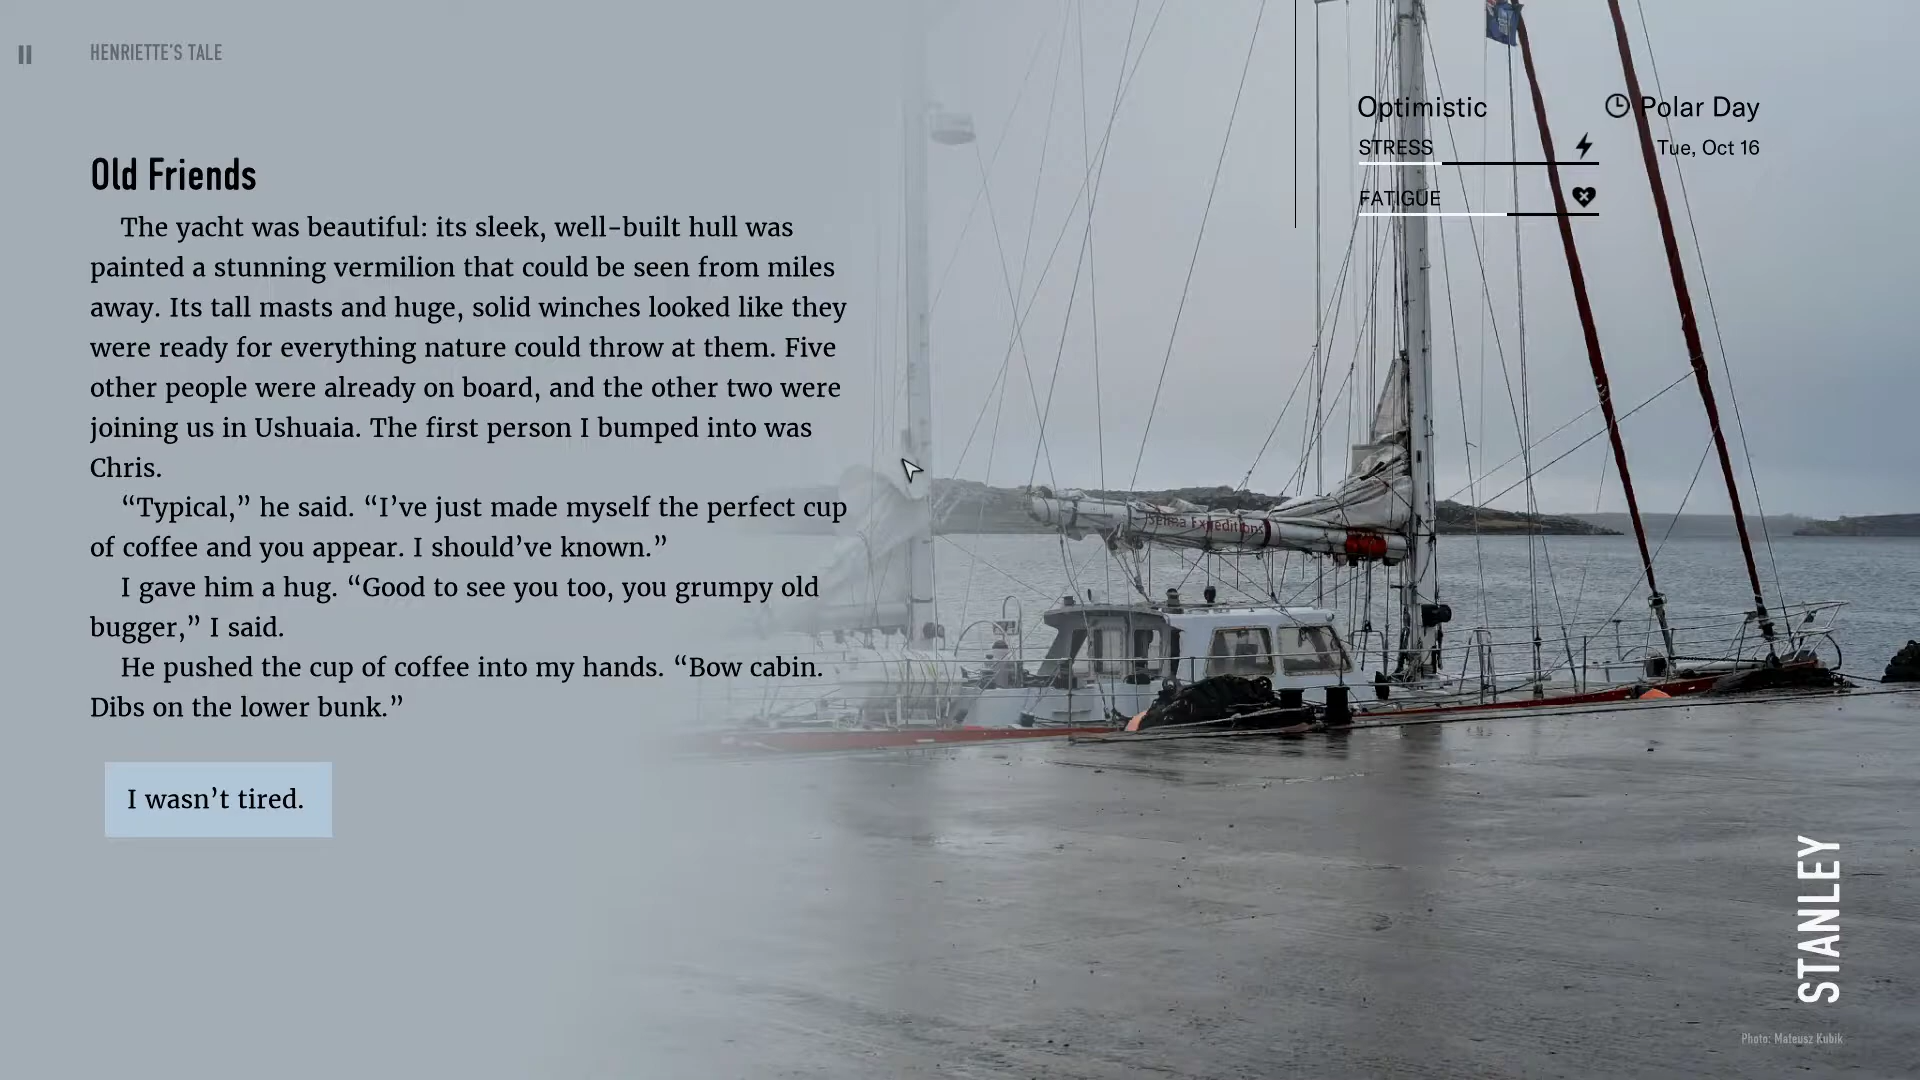 HENRIETTE'S TALE
Optimistic
Polar Day
STRESS
Tue, Oct 16
FATIGUE
Old Friends
The yacht was beautiful: its sleek, well-built hull was
painted a stunning vermilion that could be seen from miles
away. Its tall masts and huge, solid winches looked like they
were ready for everything nature could throw at them. Five
other people were already on board, and the other two were
joining us in Ushuaia. The first person I bumped into was
Chris.
“Typical,” he said. “I’ve just made myself the perfect cup
of coffee and you appear. I should’ve known.”
I gave him a hug. “Good to see you too, you grumpy old
bugger,” I said.
He pushed the cup of coffee into my hands. “Bow cabin.
Dibs on the lower bunk.”
I wasn’t tired.
Selma Expeditions
STANLEY
Photo: Mateusz Kubik